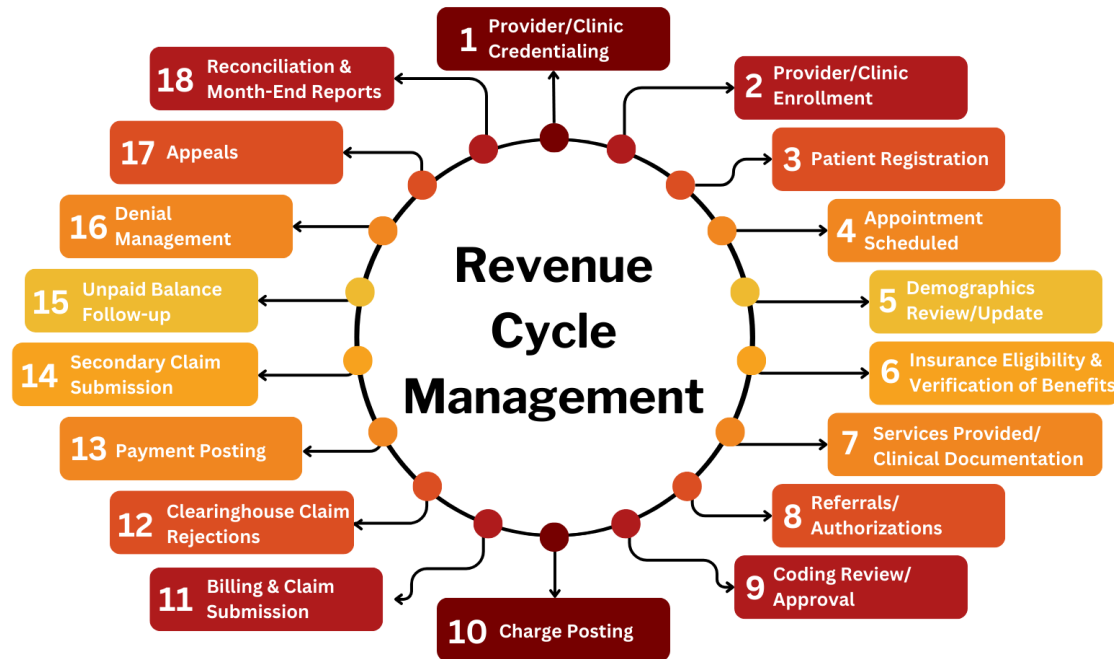 Revenue
Cycle
Management
1 Provider/Clinic
Credentialing
2 Provider/Clinic
Enrollment
3 Patient Registration
4 Appointment
Scheduled
5 Demographics
Review/Update
6 Insurance Eligibility &
Verification of Benefits
7 Services Provided/
Clinical Documentation
8 Referrals/
Authorizations
9 Coding Review/
Approval
10 Charge Posting
11 Billing & Claim
Submission
12 Clearinghouse Claim
Rejections
13 Payment Posting
14 Secondary Claim
Submission
15 Unpaid Balance
Follow-up
16 Denial
Management
17 Appeals
18 Reconciliation &
Month-End Reports